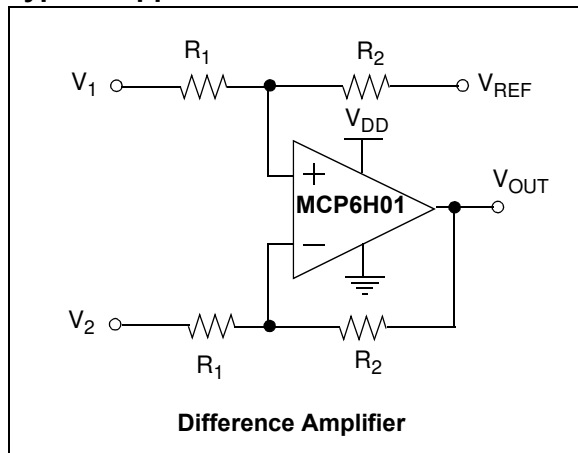 R1
R2
V1
VREF
VDD
+
MCP6H01
VOUT
−
V2
R1
R2
Difference Amplifier